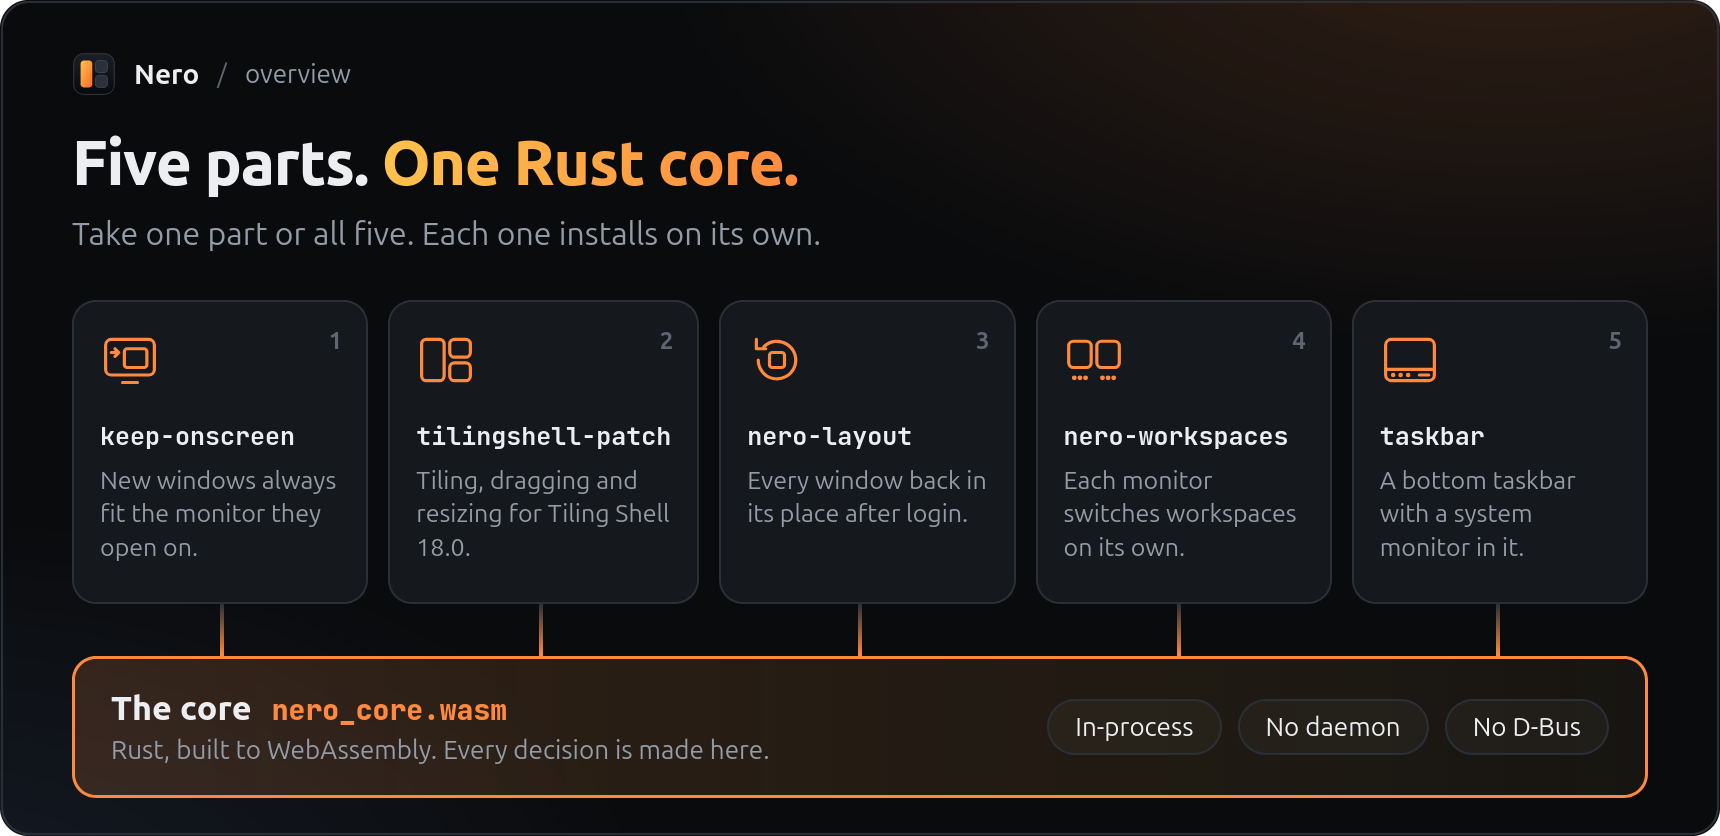 Nero / overview
Five parts. One Rust core.
Take one part or all five. Each one installs on its own.
1
keep-onscreen
New windows always
fit the monitor they
open on.
2
tilingshell-patch
Tiling, dragging and
resizing for Tiling Shell
18.0.
3
nero-layout
Every window back in
its place after login.
4
nero-workspaces
Each monitor
switches workspaces
on its own.
5
taskbar
A bottom taskbar
with a system
monitor in it.
The core nero_core.wasm
Rust, built to WebAssembly. Every decision is made here.
In-process
No daemon
No D-Bus